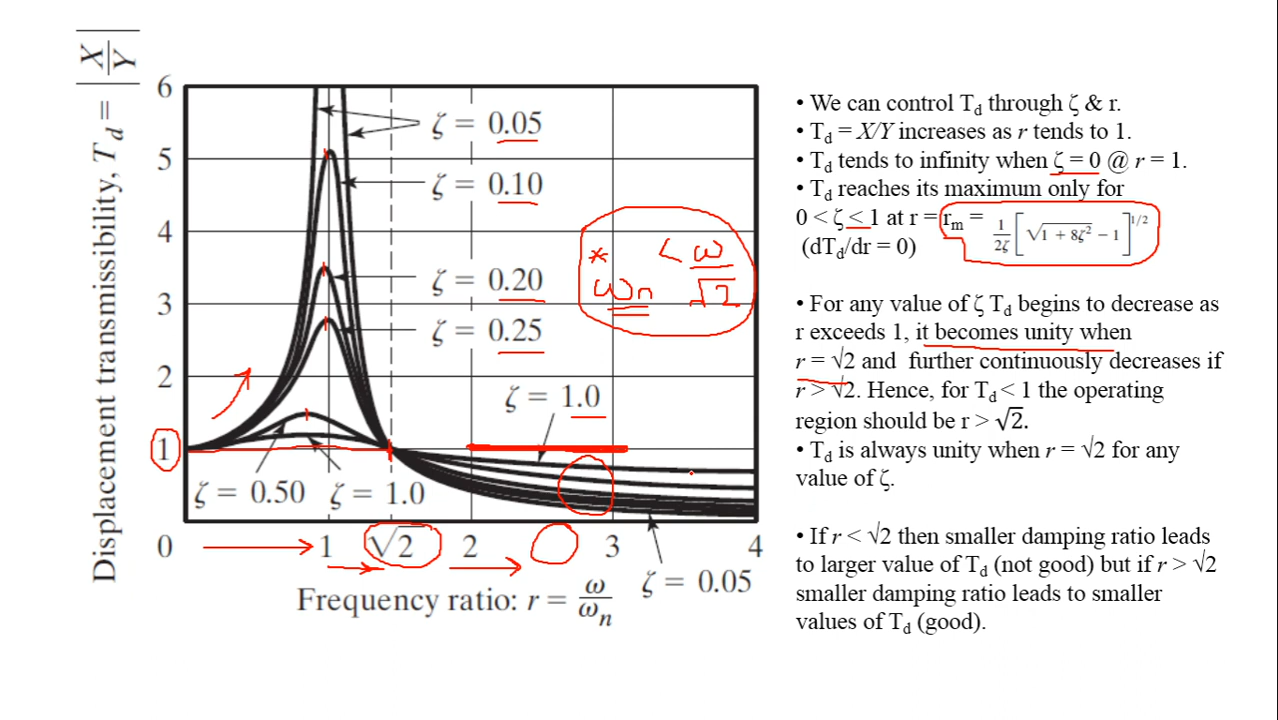 Displacement transmissibility, T_d = |X/Y|
6
5
4
3
2
1
0
1
√2
2
3
4
ζ = 0.05
ζ = 0.10
ζ = 0.20
ζ = 0.25
ζ = 1.0
ζ = 0.50
ζ = 1.0
ζ = 0.05
Frequency ratio: r = ω/ω_n
* ω_n < ω/√2
• We can control T_d through ζ & r.
• T_d = X/Y increases as r tends to 1.
• T_d tends to infinity when ζ = 0 @ r = 1.
• T_d reaches its maximum only for
0 < ζ < 1 at r = r_m = 1/2ζ [√1 + 8ζ² − 1]^1/2
(dT_d/dr = 0)
• For any value of ζ T_d begins to decrease as
r exceeds 1, it becomes unity when
r = √2 and further continuously decreases if
r > √2. Hence, for T_d < 1 the operating
region should be r > √2.
• T_d is always unity when r = √2 for any
value of ζ.
• If r < √2 then smaller damping ratio leads
to larger value of T_d (not good) but if r > √2
smaller damping ratio leads to smaller
values of T_d (good).